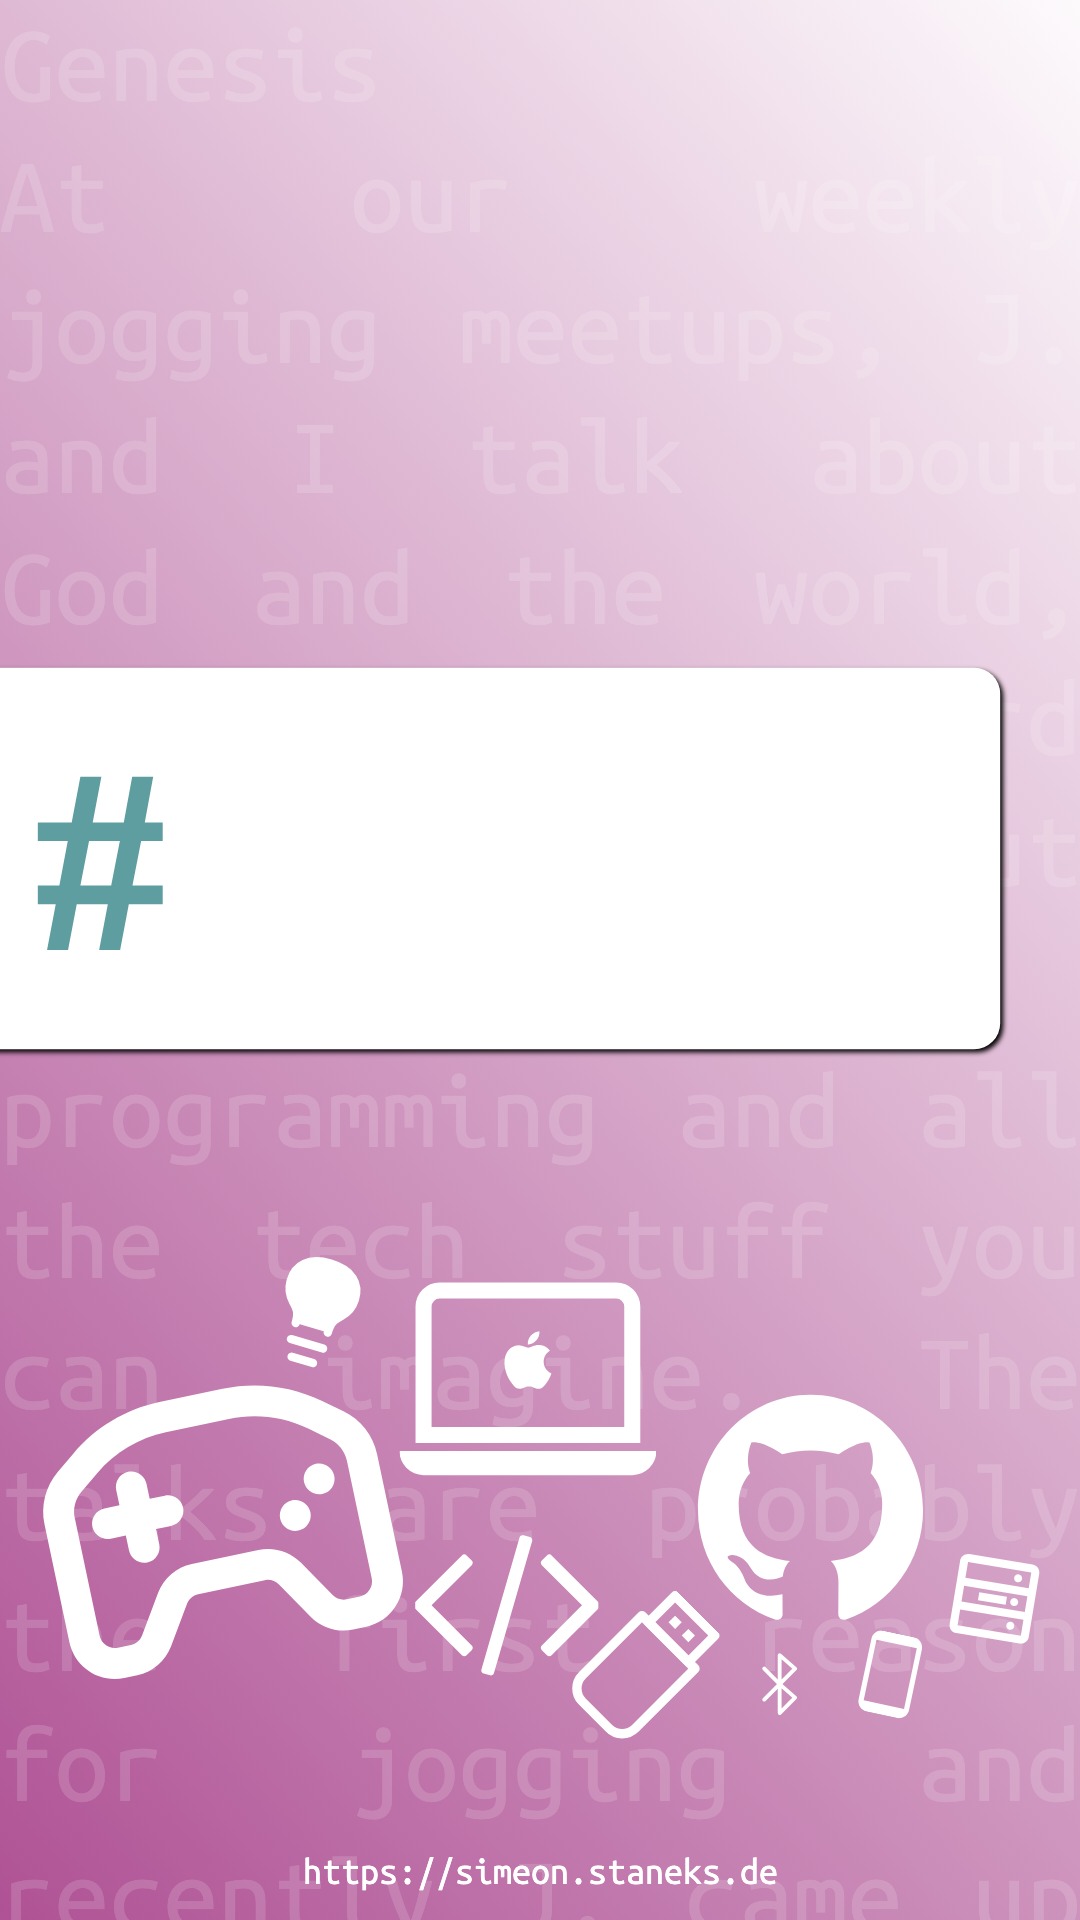 Genesis
At our weekly
jogging meetups, J.
and I talk about
God and the world,
#
programming and all
the tech stuff you
can imagine. The
talks are probably
the first reason
for jogging and
https://simeon.staneks.de
recently J. came up